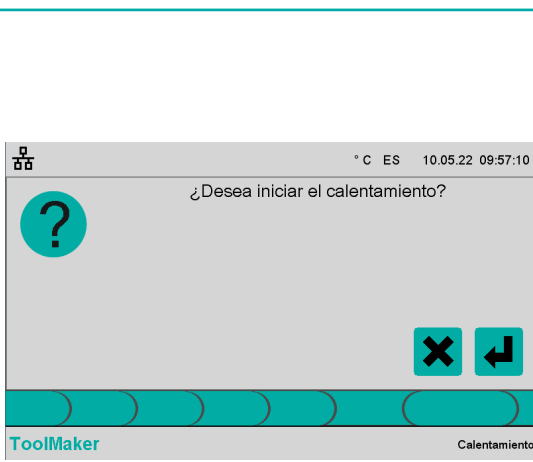 ° C ES 10.05.22 09:57:10
¿Desea iniciar el calentamiento?
?
ToolMaker Calentamiento